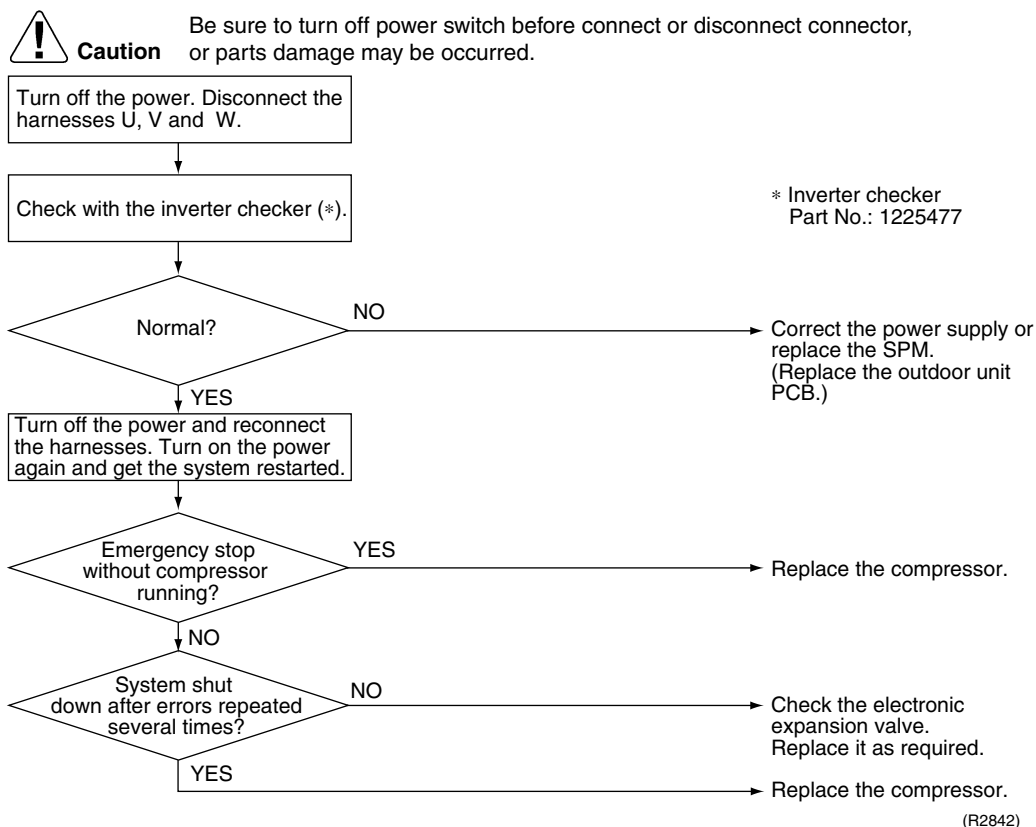 Be sure to turn off power switch before connect or disconnect connector,
Caution or parts damage may be occurred.
Turn off the power. Disconnect the
harnesses U, V and W.
Check with the inverter checker (*).
* Inverter checker
Part No.: 1225477
Normal?
NO
Correct the power supply or
replace the SPM.
(Replace the outdoor unit
PCB.)
YES
Turn off the power and reconnect
the harnesses. Turn on the power
again and get the system restarted.
Emergency stop
without compressor
running?
YES
Replace the compressor.
NO
System shut
down after errors repeated
several times?
NO
Check the electronic
expansion valve.
Replace it as required.
YES
Replace the compressor.
(R2842)